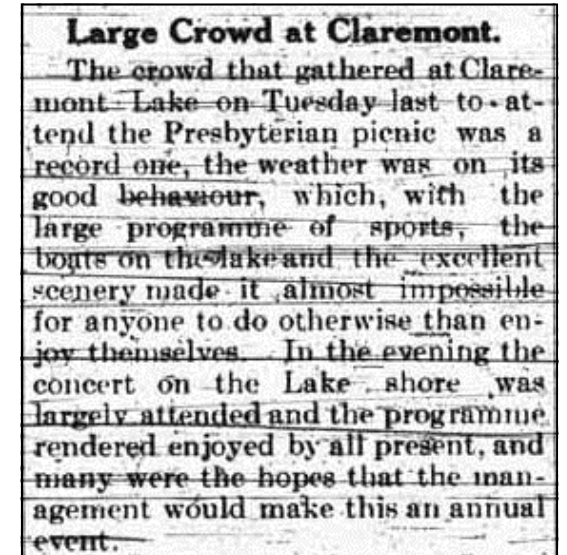 Large Crowd at Claremont.
The crowd that gathered at Clare-
mont Lake on Tuesday last to at-
tend the Presbyterian picnic was a
record one, the weather was on its
good behaviour, which, with the
large programme of sports, the
boats on the lake and the excellent
scenery made it almost impossible
for anyone to do otherwise than en-
joy themselves. In the evening the
concert on the Lake shore was
largely attended and the programme
rendered enjoyed by all present, and
many were the hopes that the man-
agement would make this an annual
event.